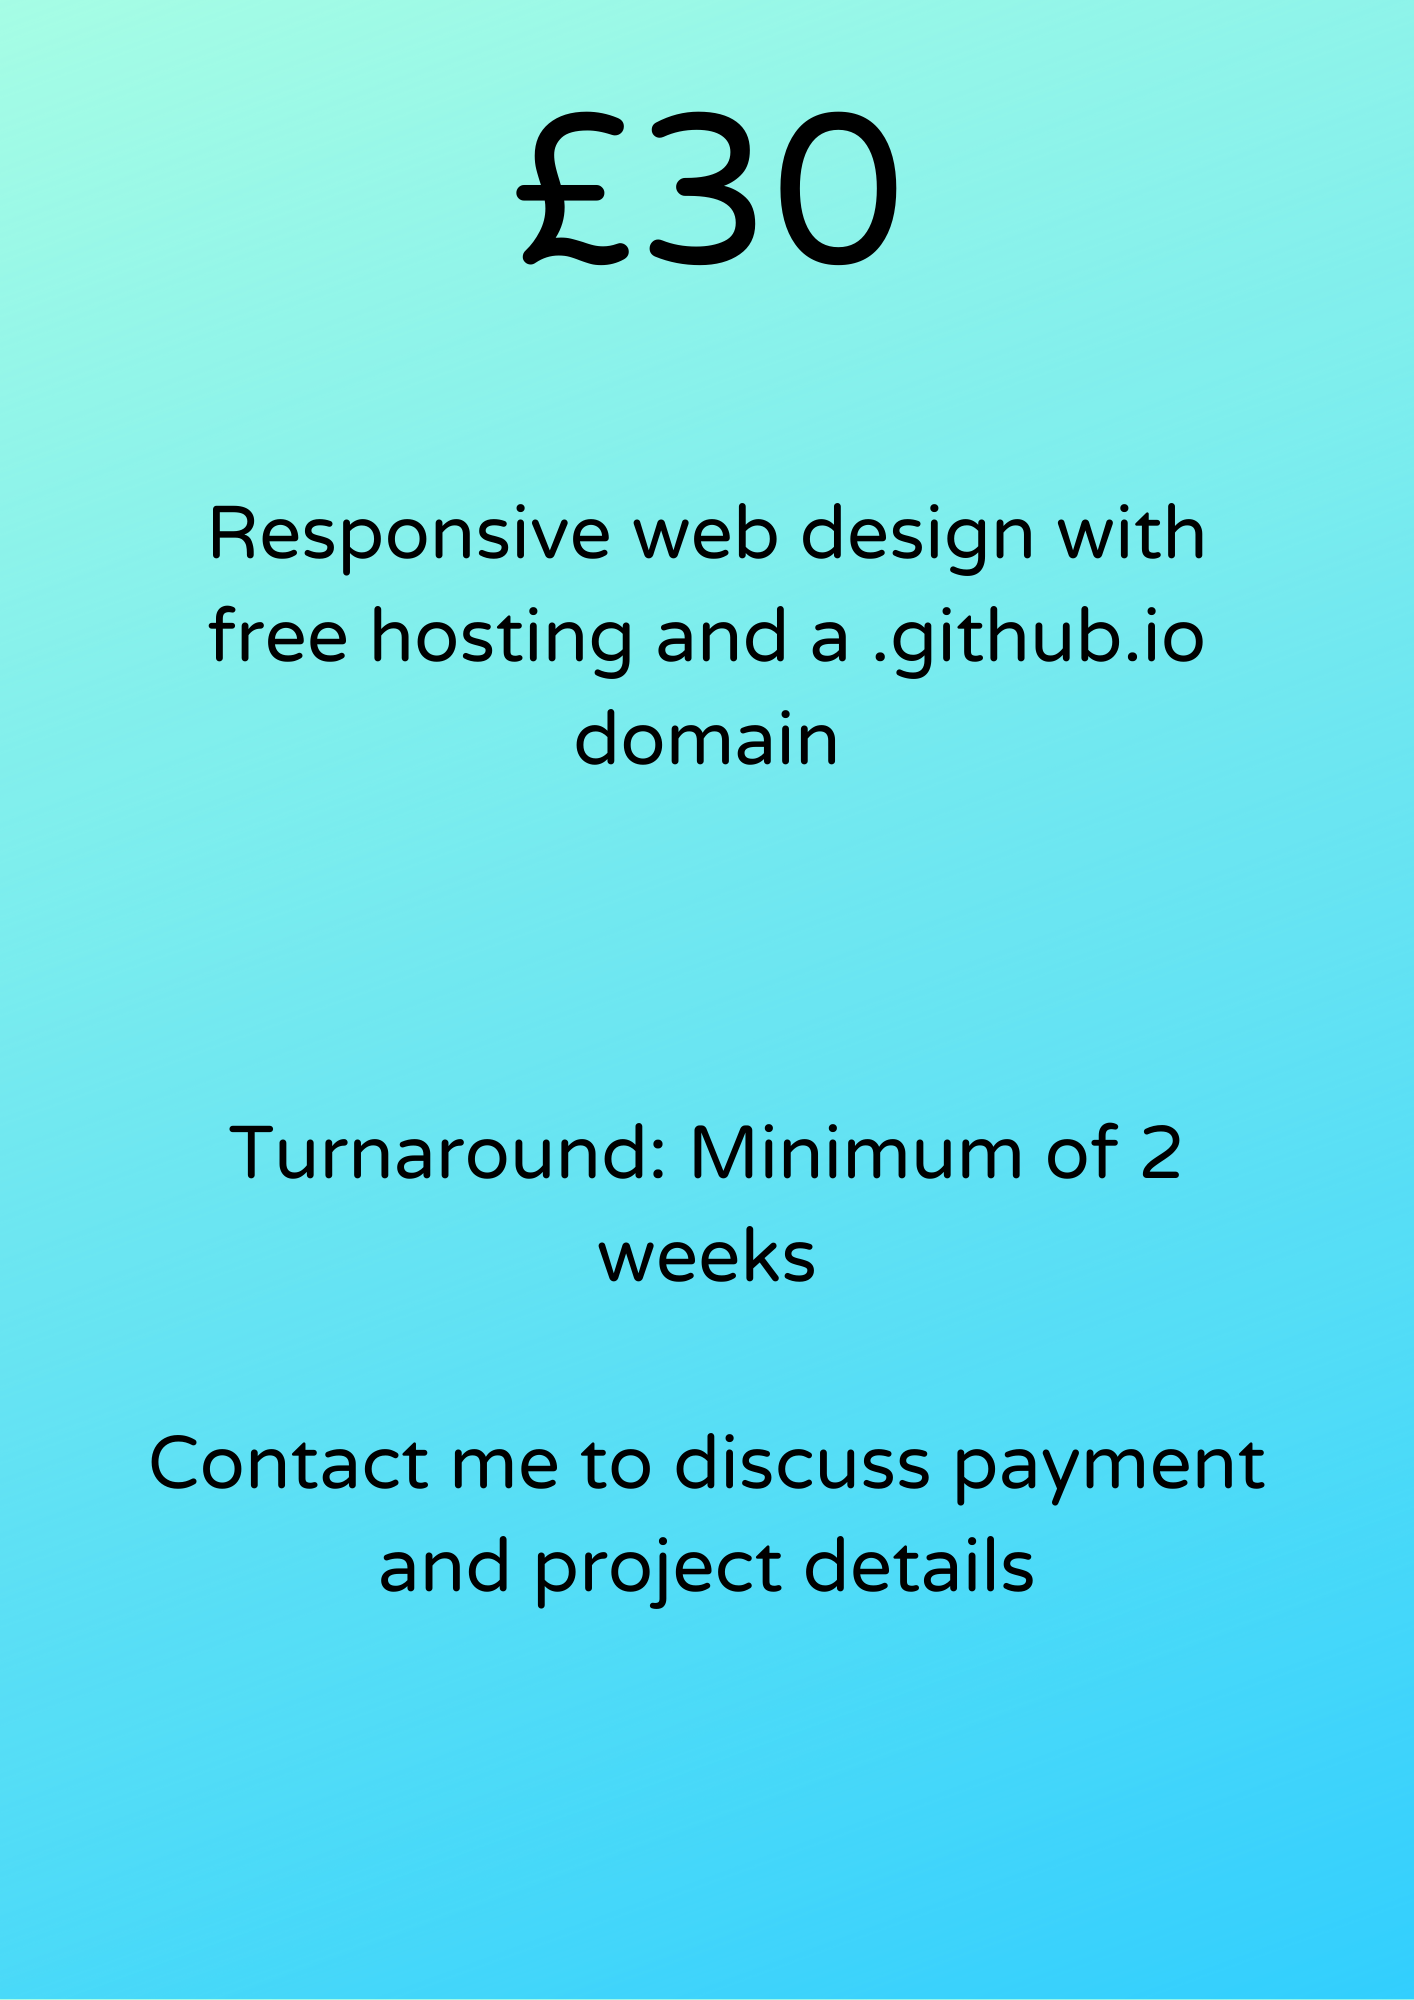 £30
Responsive web design with
free hosting and a .github.io
domain
Turnaround: Minimum of 2
weeks
Contact me to discuss payment
and project details